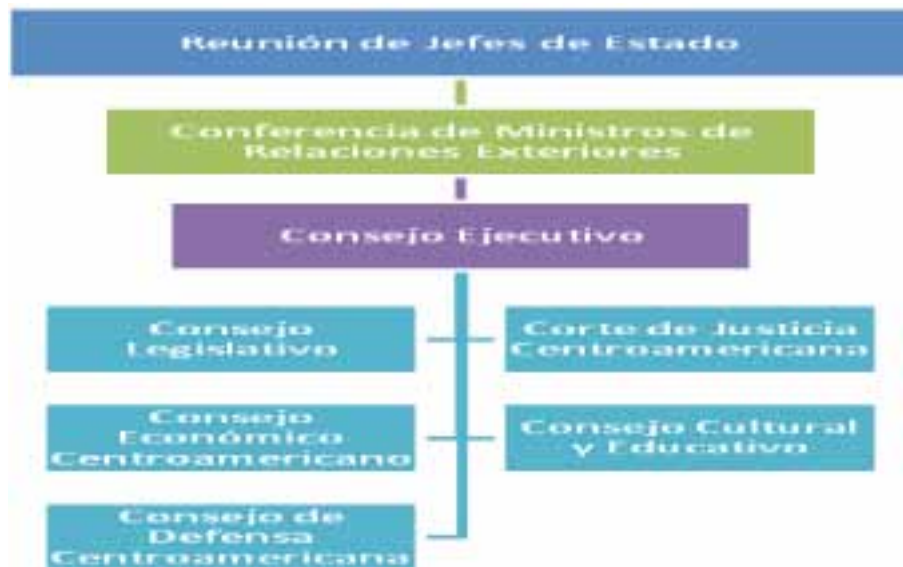 Reunión de Jefes de Estado
Conferencia de Ministros de
Relaciones Exteriores
Consejo Ejecutivo
Consejo
Legislativo
Corte de Justicia
Centroamericana
Consejo
Económico
Centroamericano
Consejo Cultural
y Educativo
Consejo de
Defensa
Centroamericana